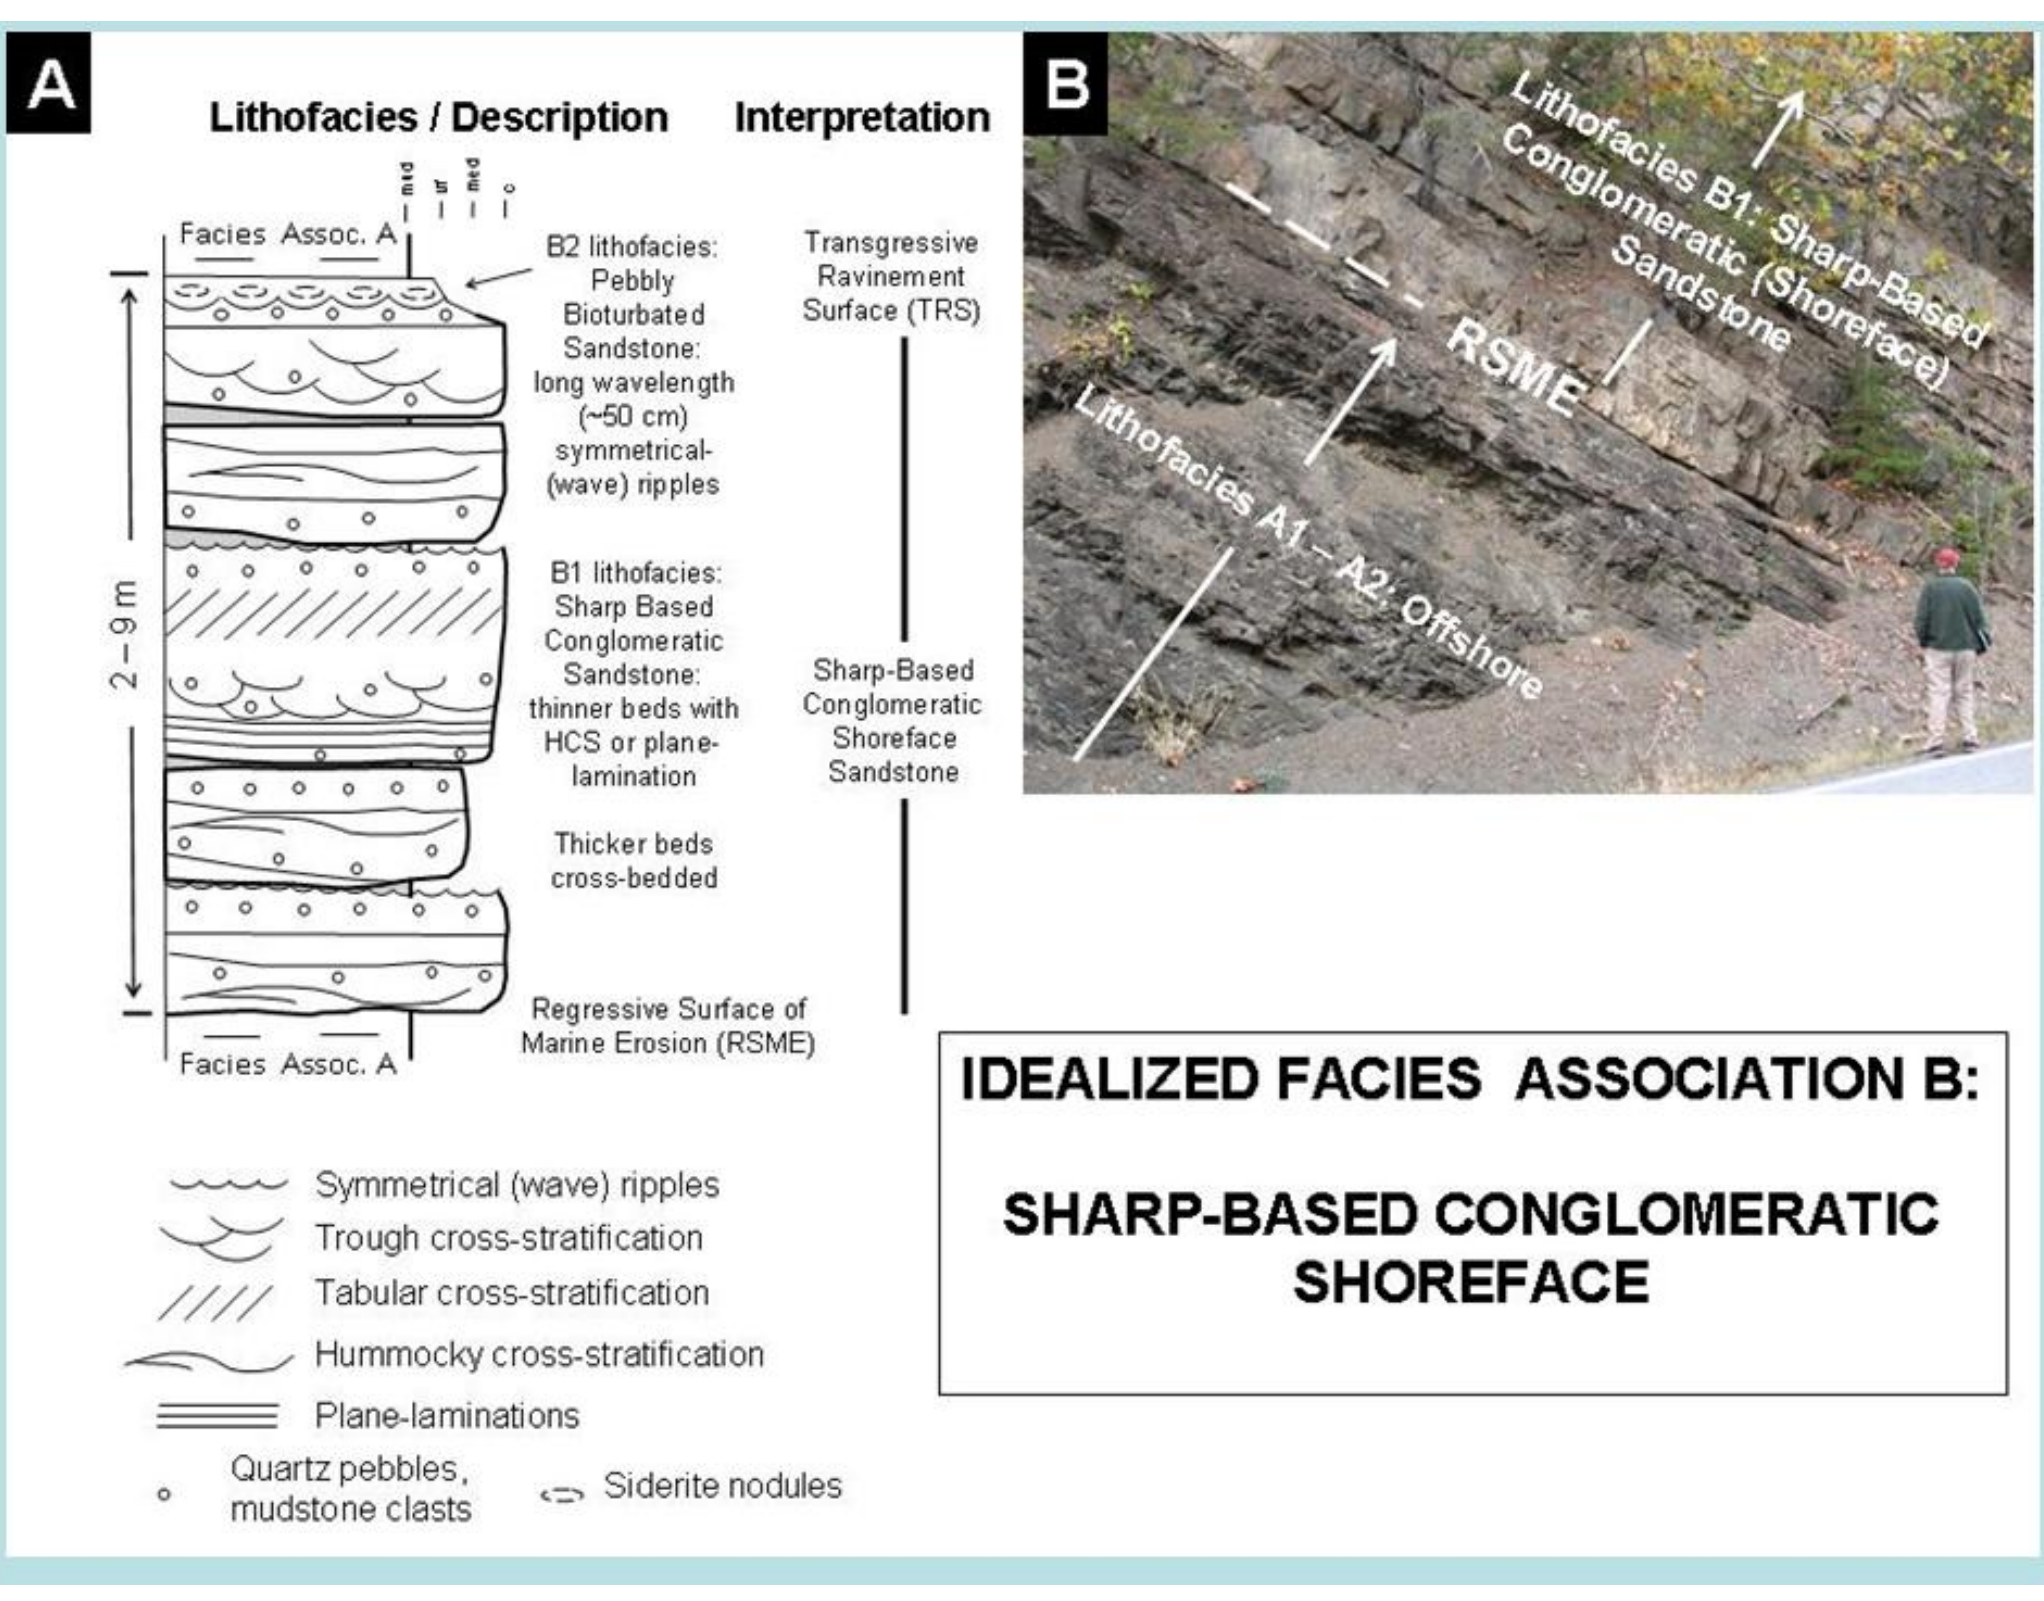 A
Lithofacies / Description
Interpretation
md
uf
med
c
Facies Assoc. A
B2 lithofacies:
Pebbly
Bioturbated
Sandstone:
long wavelength
(~50 cm)
symmetrical-
(wave) ripples
Transgressive
Ravinement
Surface (TRS)
2–9 m
B1 lithofacies:
Sharp Based
Conglomeratic
Sandstone:
thinner beds with
HCS or plane-
lamination
Thicker beds
cross-bedded
Sharp-Based
Conglomeratic
Shoreface
Sandstone
Regressive Surface of
Marine Erosion (RSME)
Facies Assoc. A
Symmetrical (wave) ripples
Trough cross-stratification
Tabular cross-stratification
Hummocky cross-stratification
Plane-laminations
Quartz pebbles,
mudstone clasts
Siderite nodules
B
Lithofacies B1: Sharp-Based
Conglomeratic (Shoreface)
Sandstone
RSME
Lithofacies A1 – A2: Offshore
IDEALIZED FACIES ASSOCIATION B:
SHARP-BASED CONGLOMERATIC
SHOREFACE